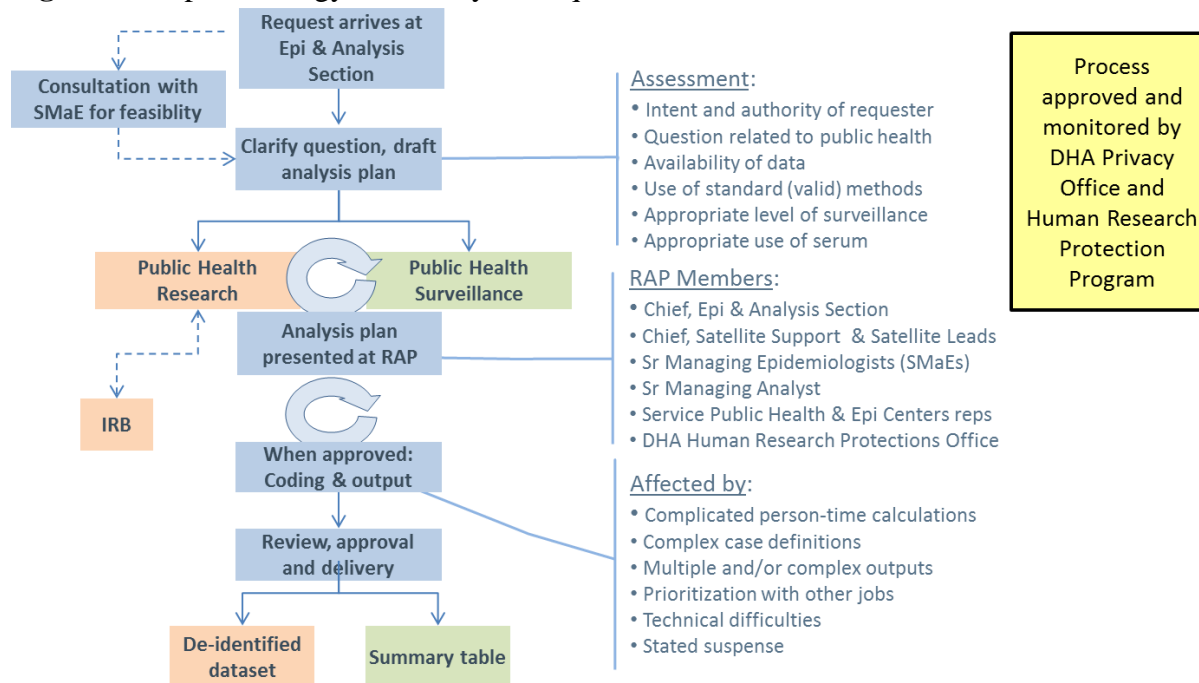 Request arrives at
Epi & Analysis
Section
Consultation with
SMaE for feasiblity
Clarify question, draft
analysis plan
Public Health
Research
Public Health
Surveillance
Analysis plan
presented at RAP
IRB
When approved:
Coding & output
Review, approval
and delivery
De-identified
dataset
Summary table
Assessment:
• Intent and authority of requester
• Question related to public health
• Availability of data
• Use of standard (valid) methods
• Appropriate level of surveillance
• Appropriate use of serum
RAP Members:
• Chief, Epi & Analysis Section
• Chief, Satellite Support & Satellite Leads
• Sr Managing Epidemiologists (SMaEs)
• Sr Managing Analyst
• Service Public Health & Epi Centers reps
• DHA Human Research Protections Office
Affected by:
• Complicated person-time calculations
• Complex case definitions
• Multiple and/or complex outputs
• Prioritization with other jobs
• Technical difficulties
• Stated suspense
Process
approved and
monitored by
DHA Privacy
Office and
Human Research
Protection
Program